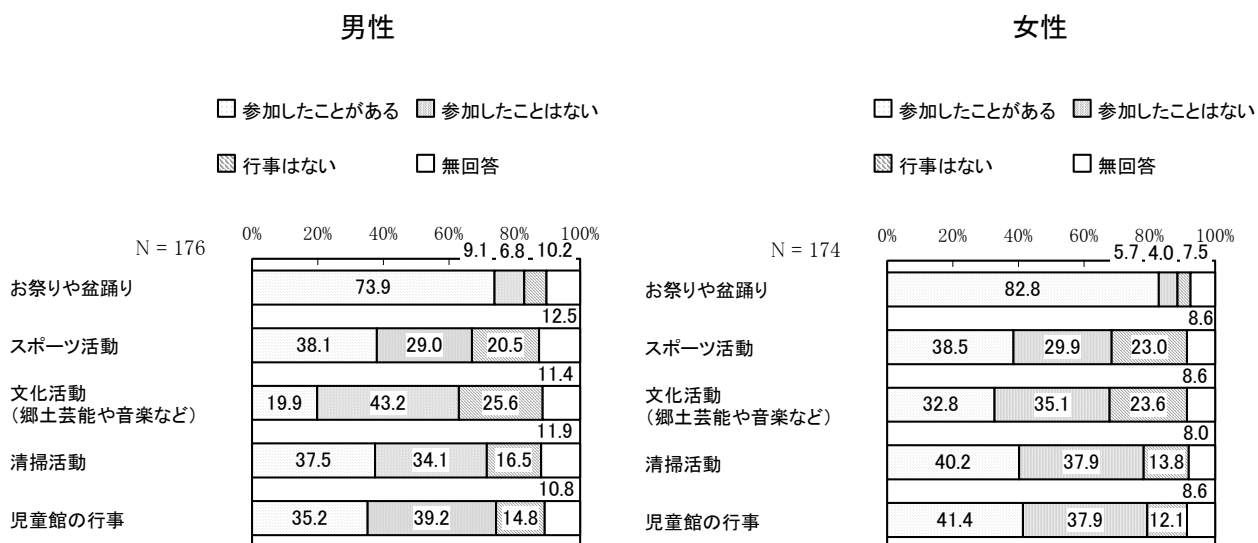 男性
参加したことがある 参加したことはない
行事はない 無回答
N = 176
0% 20% 40% 60% 80% 100%
9.1 6.8 10.2
お祭りや盆踊り 73.9
12.5
スポーツ活動 38.1 29.0 20.5
11.4
文化活動
（郷土芸能や音楽など） 19.9 43.2 25.6
11.9
清掃活動 37.5 34.1 16.5
10.8
児童館の行事 35.2 39.2 14.8
女性
参加したことがある 参加したことはない
行事はない 無回答
N = 174
0% 20% 40% 60% 80% 100%
5.7 4.0 7.5
お祭りや盆踊り 82.8
8.6
スポーツ活動 38.5 29.9 23.0
8.6
文化活動
（郷土芸能や音楽など） 32.8 35.1 23.6
8.0
清掃活動 40.2 37.9 13.8
8.6
児童館の行事 41.4 37.9 12.1